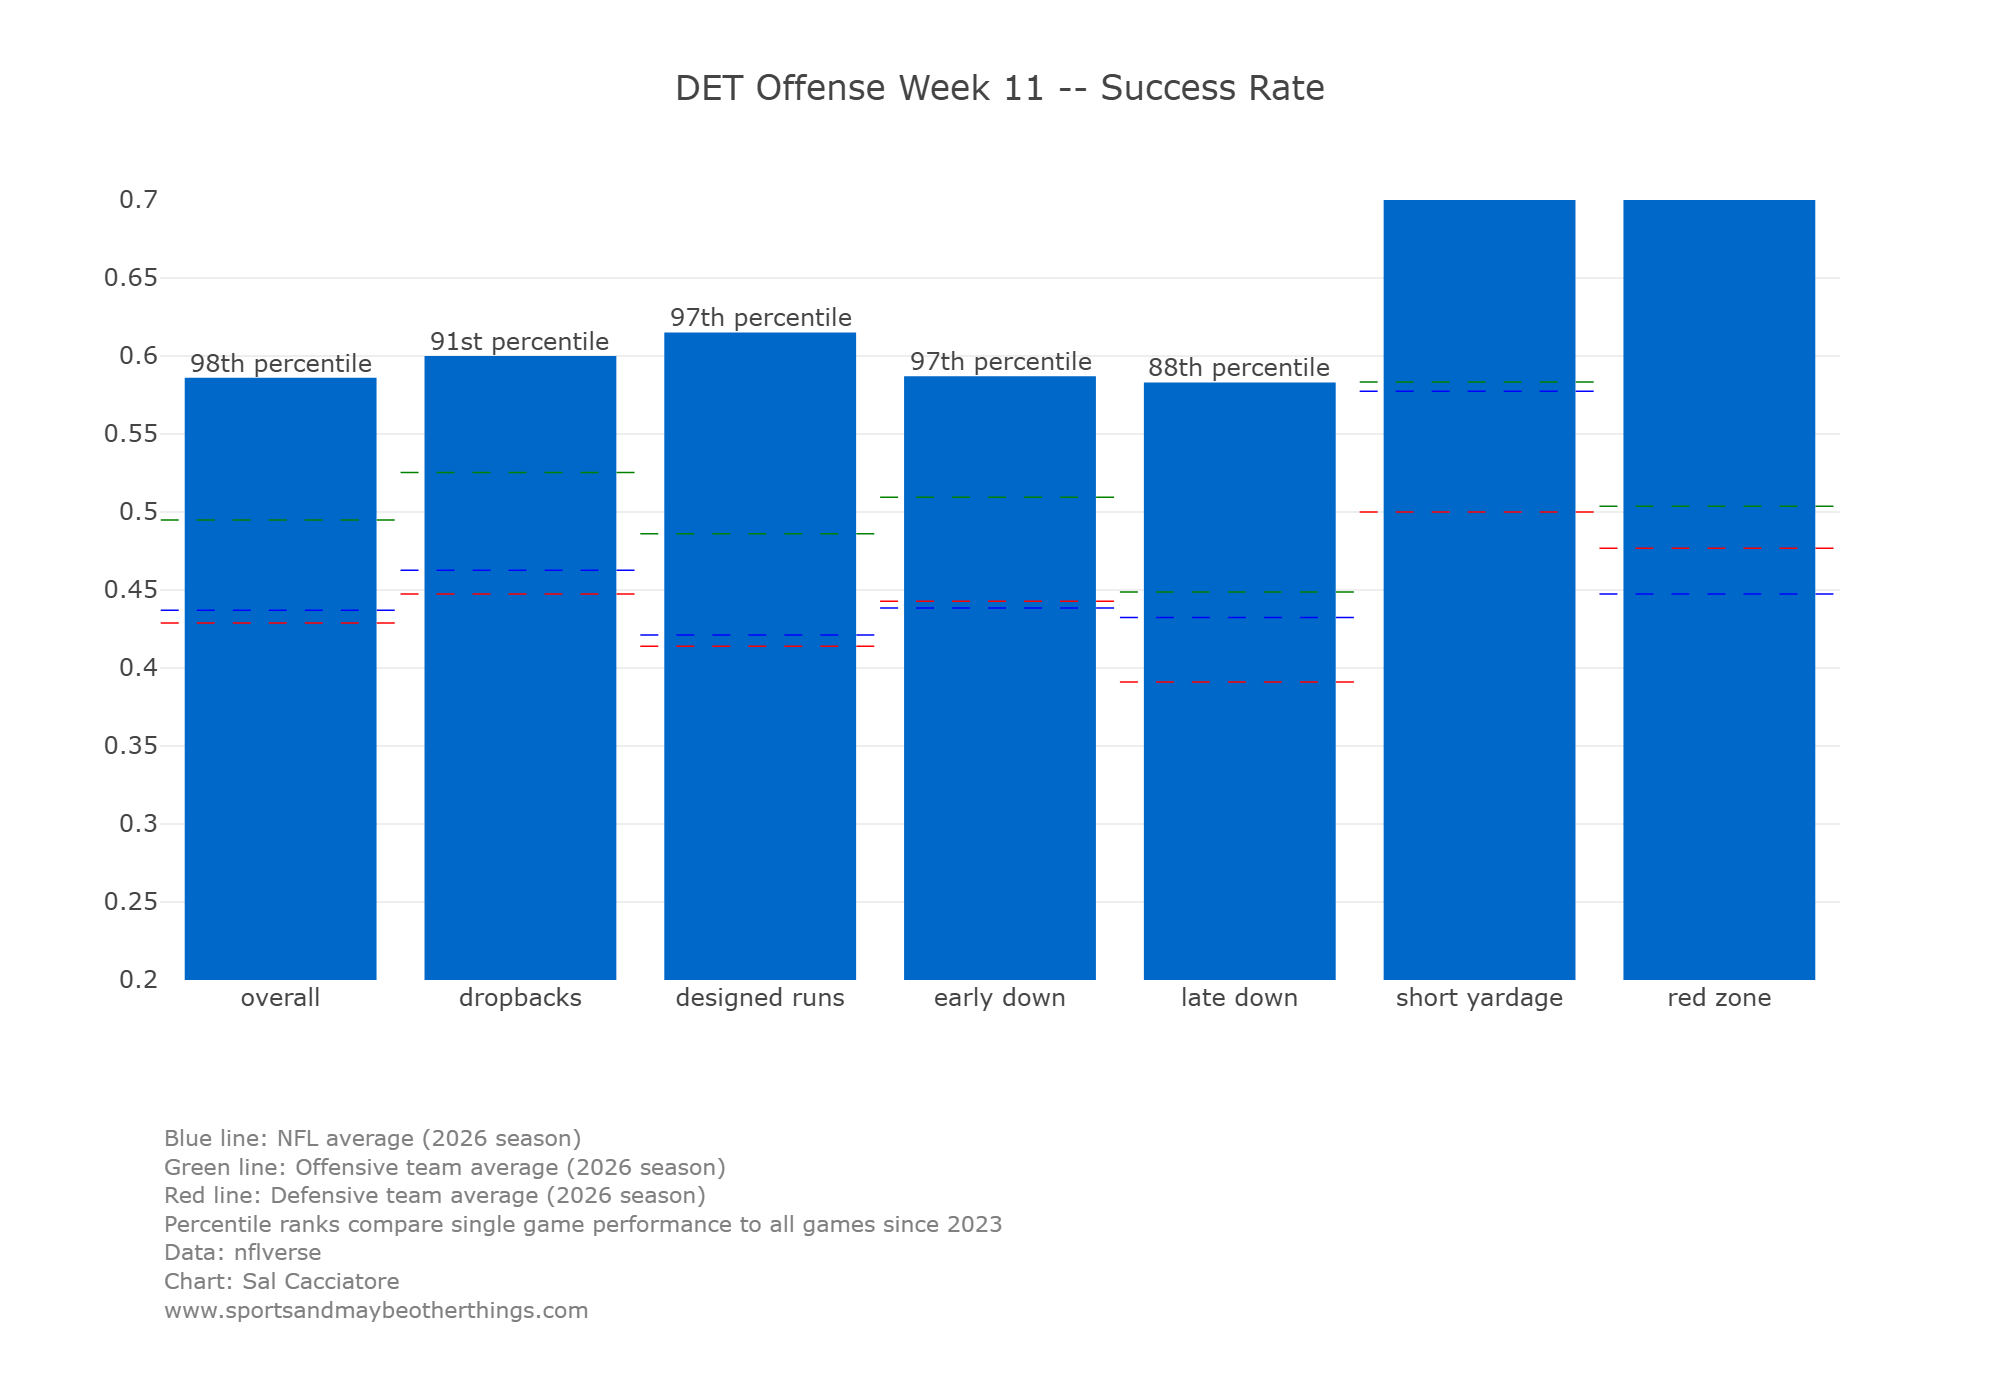 DET Offense Week 11 -- Success Rate
0.7
0.65
0.6
0.55
0.5
0.45
0.4
0.35
0.3
0.25
0.2
98th percentile
91st percentile
97th percentile
97th percentile
88th percentile
overall
dropbacks
designed runs
early down
late down
short yardage
red zone
Blue line: NFL average (2026 season)
Green line: Offensive team average (2026 season)
Red line: Defensive team average (2026 season)
Percentile ranks compare single game performance to all games since 2023
Data: nflverse
Chart: Sal Cacciatore
www.sportsandmaybeotherthings.com